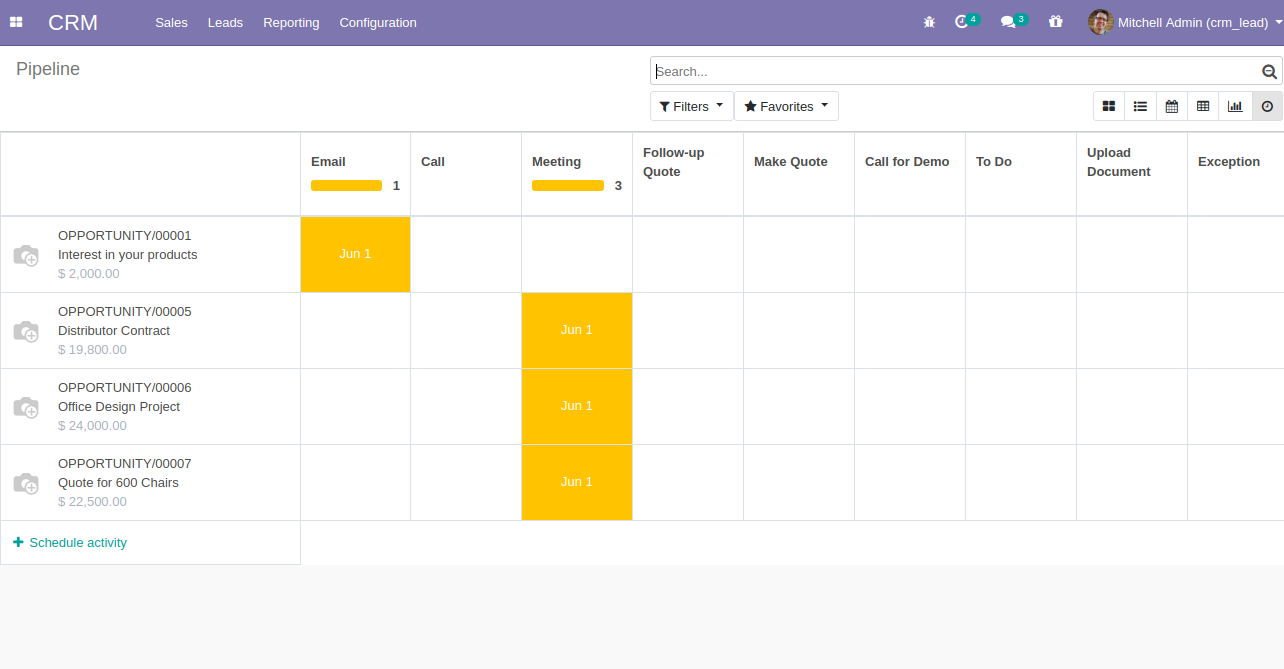 CRM
Sales Leads Reporting Configuration
4 3 Mitchell Admin (crm_lead)
Pipeline
Search...
Filters Favorites
Email Call Meeting Follow-up Quote Make Quote Call for Demo To Do Upload Document Exception
1 3
OPPORTUNITY/00001
Interest in your products
$ 2,000.00
Jun 1
OPPORTUNITY/00005
Distributor Contract
$ 19,800.00
Jun 1
OPPORTUNITY/00006
Office Design Project
$ 24,000.00
Jun 1
OPPORTUNITY/00007
Quote for 600 Chairs
$ 22,500.00
Jun 1
Schedule activity